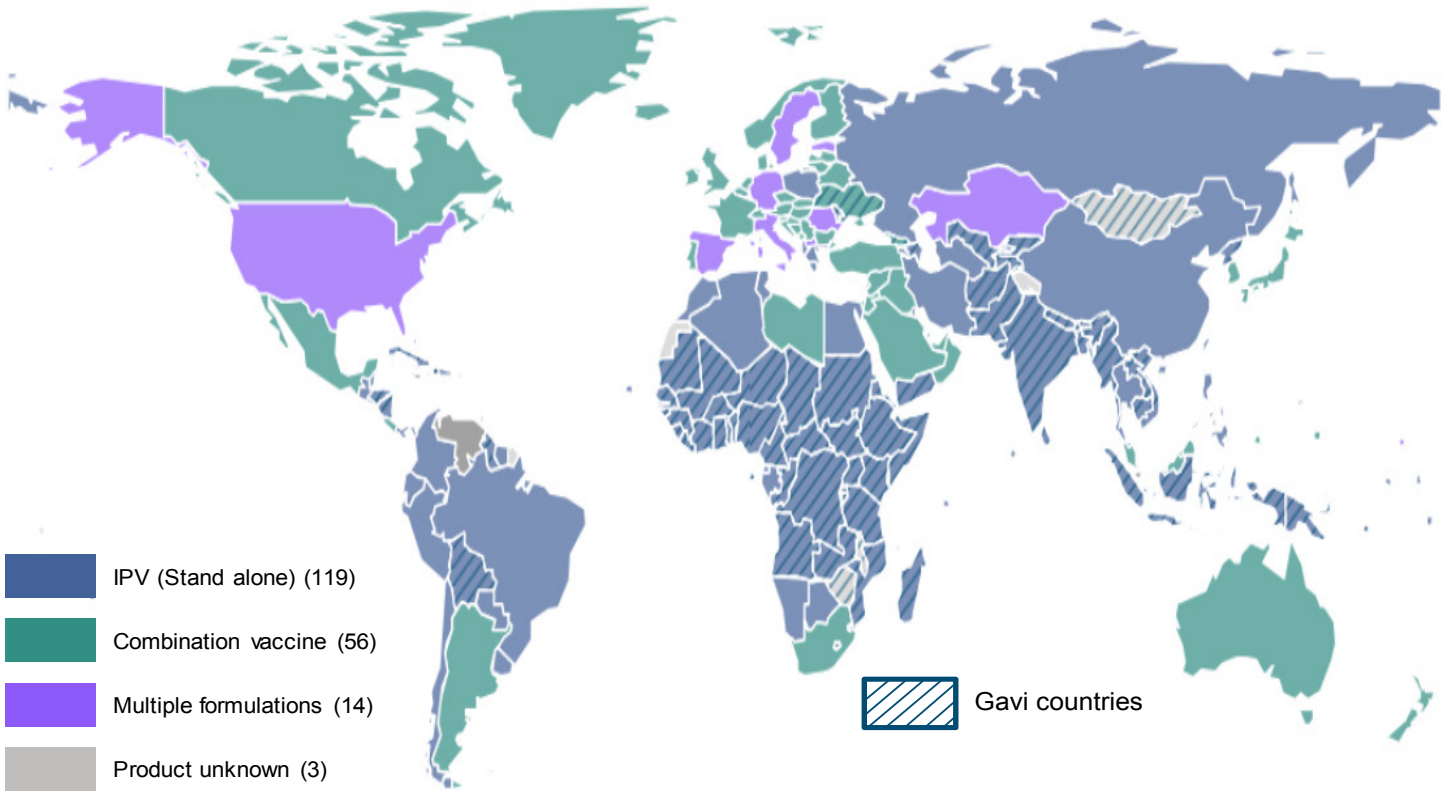 IPV (Stand alone) (119)
Combination vaccine (56)
Multiple formulations (14)
Product unknown (3)
Gavi countries